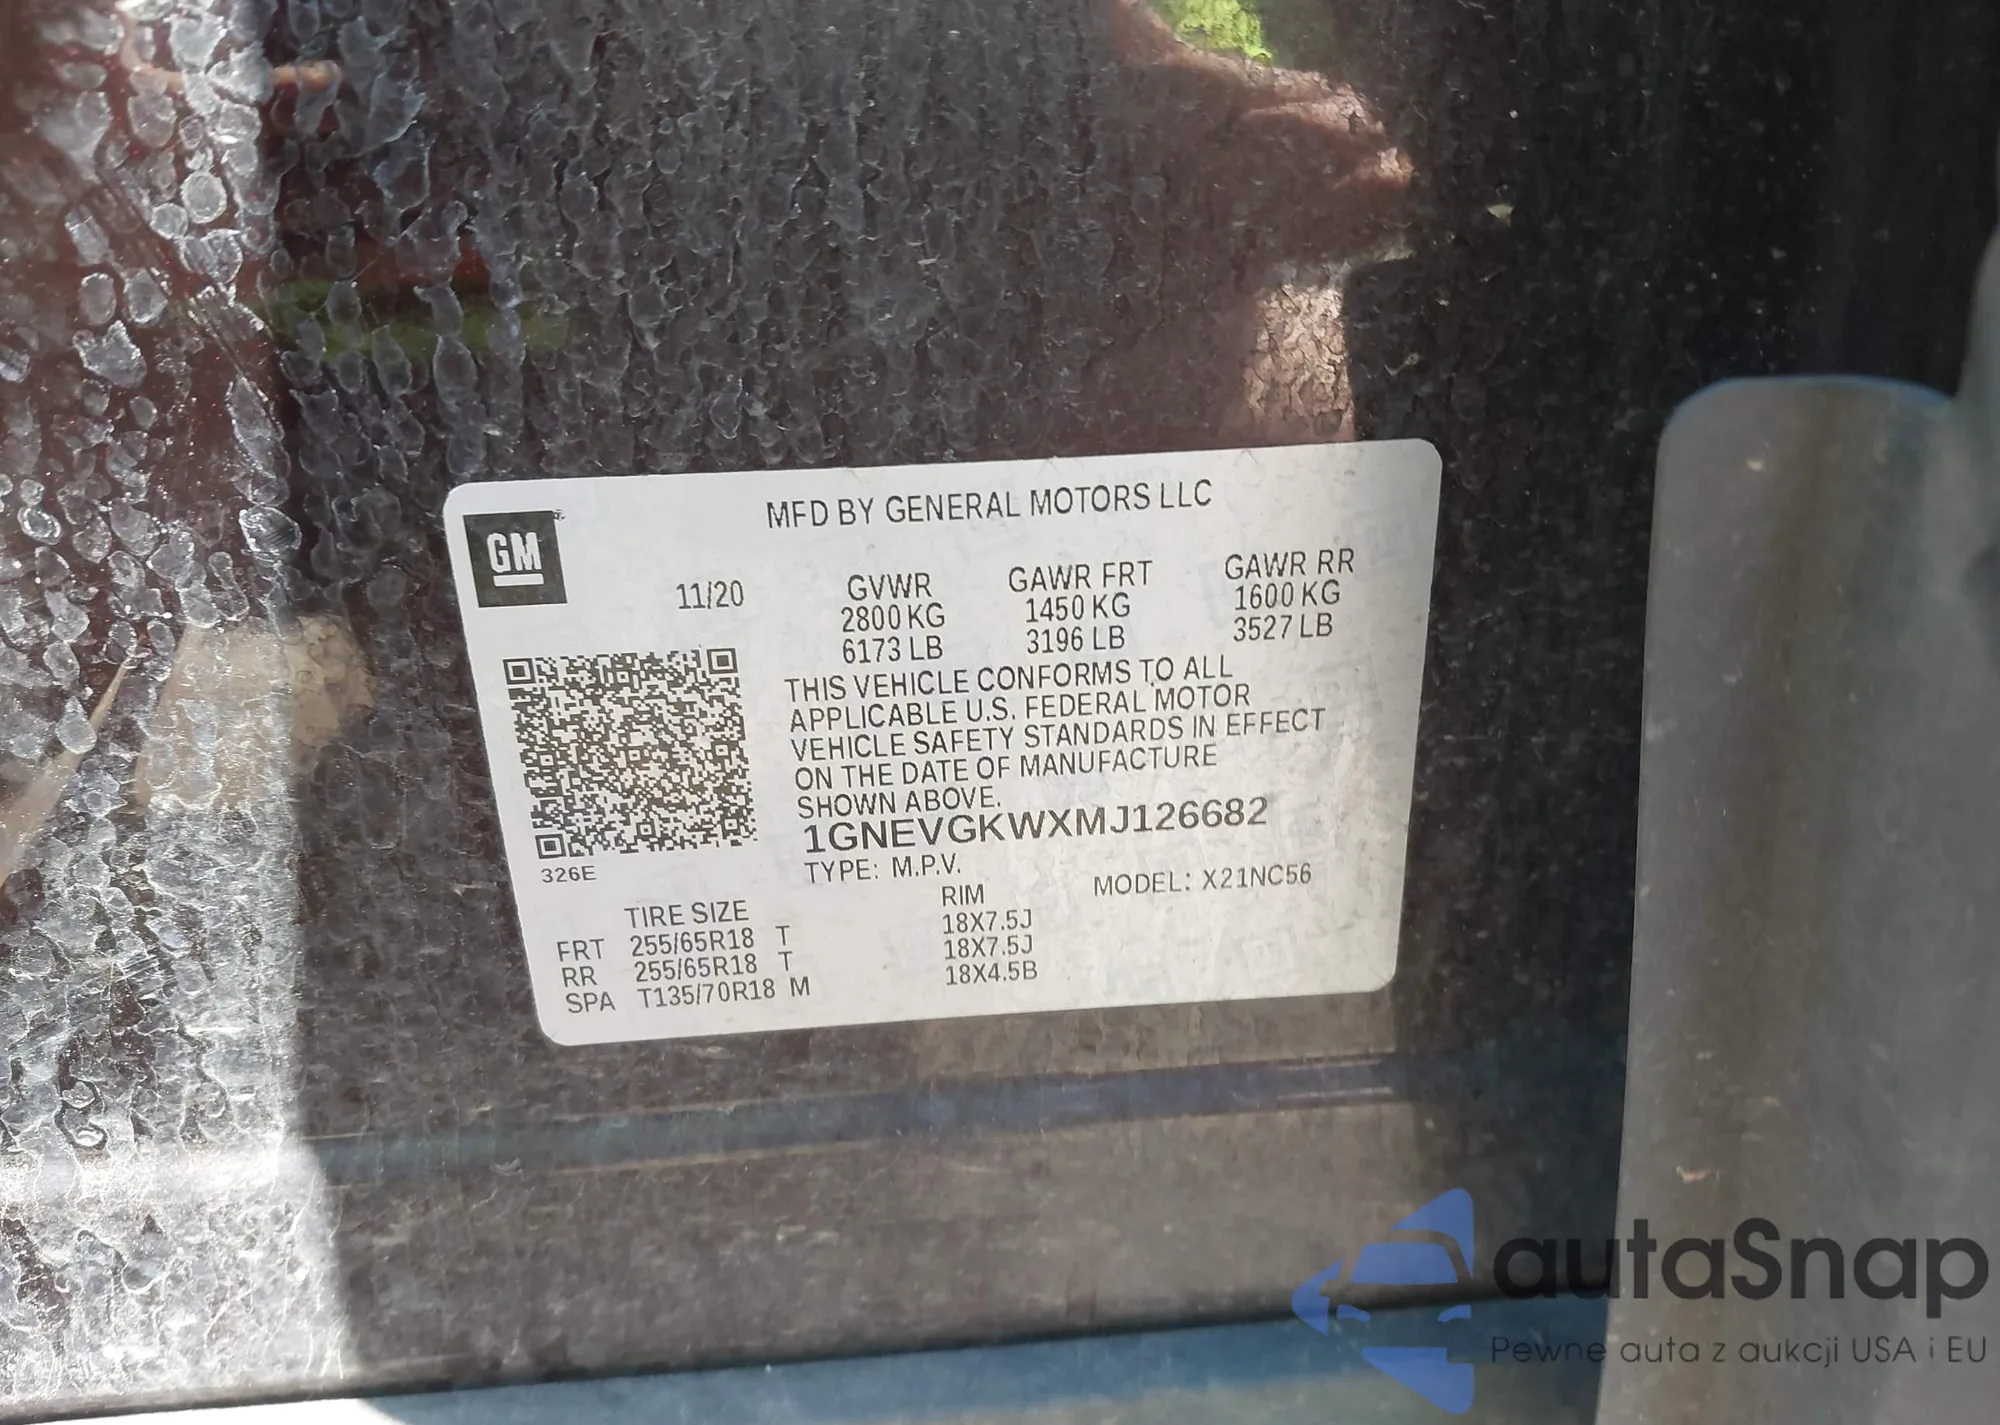 MFD BY GENERAL MOTORS LLC
GM
11/20
GVWR GAWR FRT GAWR RR
2800 KG 1450 KG 1600 KG
6173 LB 3196 LB 3527 LB
THIS VEHICLE CONFORMS TO ALL
APPLICABLE U.S. FEDERAL MOTOR
VEHICLE SAFETY STANDARDS IN EFFECT
ON THE DATE OF MANUFACTURE
SHOWN ABOVE.
1GNEVGKWXMJ126682
326E
TYPE: M.P.V.
MODEL: X21NC56
TIRE SIZE RIM
FRT 255/65R18 T 18X7.5J
RR 255/65R18 T 18X7.5J
SPA T135/70R18 M 18X4.5B
autaSnap
Pewne auta z aukcji USA i EU